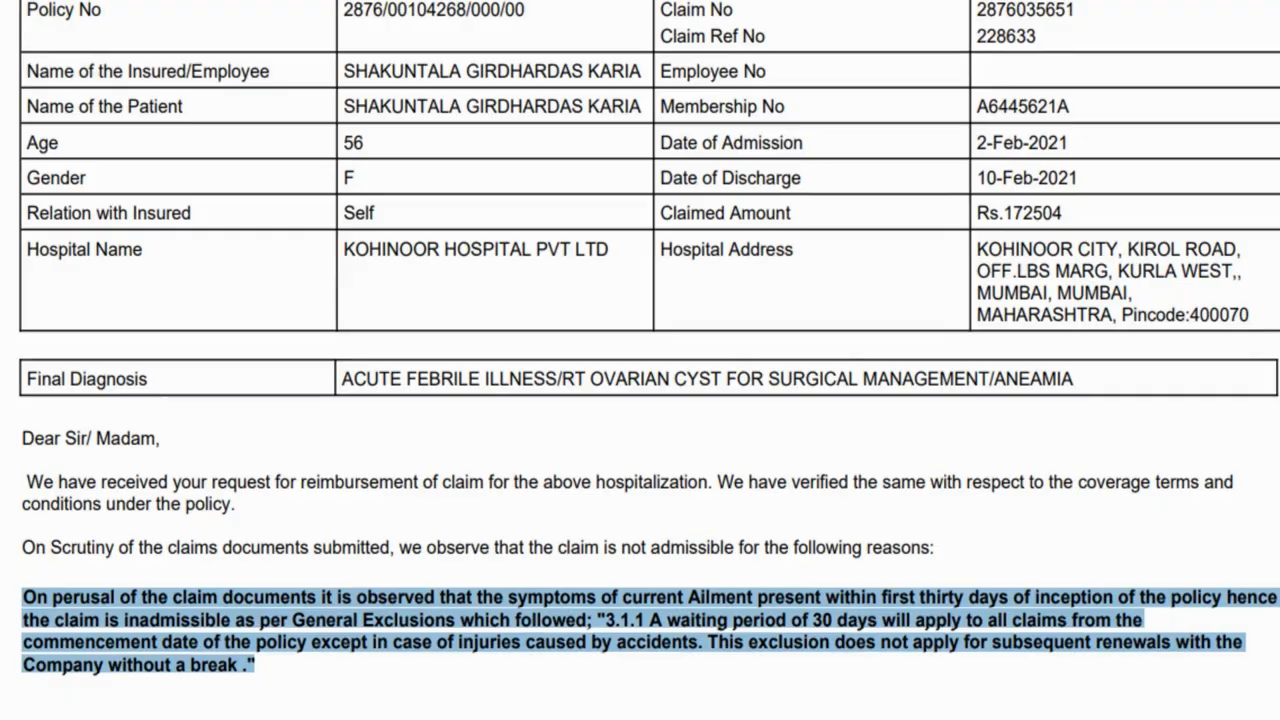 Policy No 2876/00104268/000/00 Claim No 2876035651
Claim Ref No 228633
Name of the Insured/Employee SHAKUNTALA GIRDHARDAS KARIA Employee No
Name of the Patient SHAKUNTALA GIRDHARDAS KARIA Membership No A6445621A
Age 56 Date of Admission 2-Feb-2021
Gender F Date of Discharge 10-Feb-2021
Relation with Insured Self Claimed Amount Rs.172504
Hospital Name KOHINOOR HOSPITAL PVT LTD Hospital Address KOHINOOR CITY, KIROL ROAD,
OFF.LBS MARG, KURLA WEST,,
MUMBAI, MUMBAI,
MAHARASHTRA, Pincode:400070
Final Diagnosis ACUTE FEBRILE ILLNESS/RT OVARIAN CYST FOR SURGICAL MANAGEMENT/ANEAMIA
Dear Sir/ Madam,
We have received your request for reimbursement of claim for the above hospitalization. We have verified the same with respect to the coverage terms and
conditions under the policy.
On Scrutiny of the claims documents submitted, we observe that the claim is not admissible for the following reasons:
On perusal of the claim documents it is observed that the symptoms of current Ailment present within first thirty days of inception of the policy hence
the claim is inadmissible as per General Exclusions which followed; "3.1.1 A waiting period of 30 days will apply to all claims from the
commencement date of the policy except in case of injuries caused by accidents. This exclusion does not apply for subsequent renewals with the
Company without a break ."